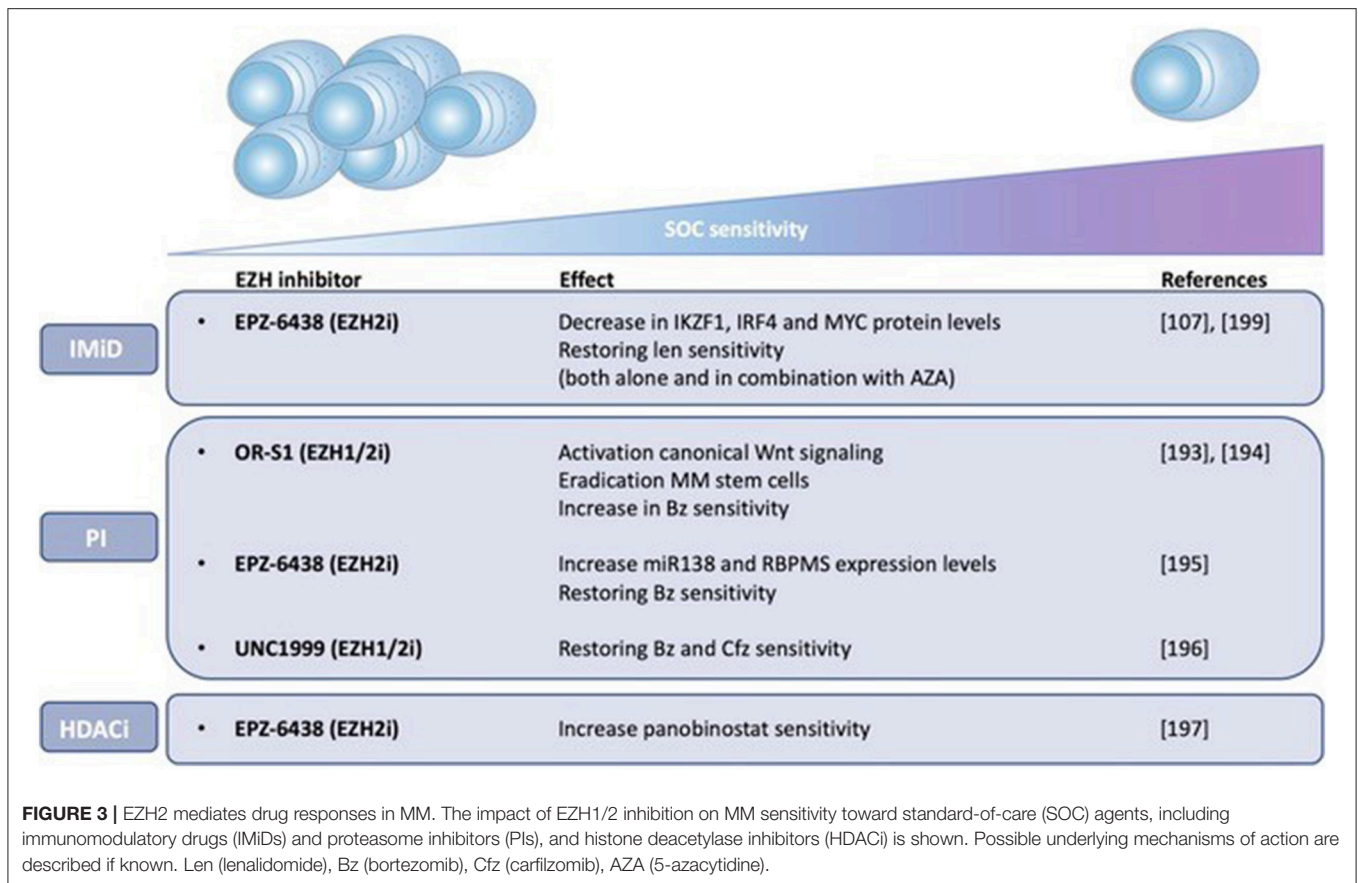 SOC sensitivity
EZH inhibitor Effect References
IMiD
• EPZ-6438 (EZH2i) Decrease in IKZF1, IRF4 and MYC protein levels [107], [199]
Restoring len sensitivity
(both alone and in combination with AZA)
PI
• OR-S1 (EZH1/2i) Activation canonical Wnt signaling [193], [194]
Eradication MM stem cells
Increase in Bz sensitivity
• EPZ-6438 (EZH2i) Increase miR138 and RBPMS expression levels [195]
Restoring Bz sensitivity
• UNC1999 (EZH1/2i) Restoring Bz and Cfz sensitivity [196]
HDACi
• EPZ-6438 (EZH2i) Increase panobinostat sensitivity [197]
FIGURE 3 | EZH2 mediates drug responses in MM. The impact of EZH1/2 inhibition on MM sensitivity toward standard-of-care (SOC) agents, including
immunomodulatory drugs (IMiDs) and proteasome inhibitors (PIs), and histone deacetylase inhibitors (HDACi) is shown. Possible underlying mechanisms of action are
described if known. Len (lenalidomide), Bz (bortezomib), Cfz (carfilzomib), AZA (5-azacytidine).